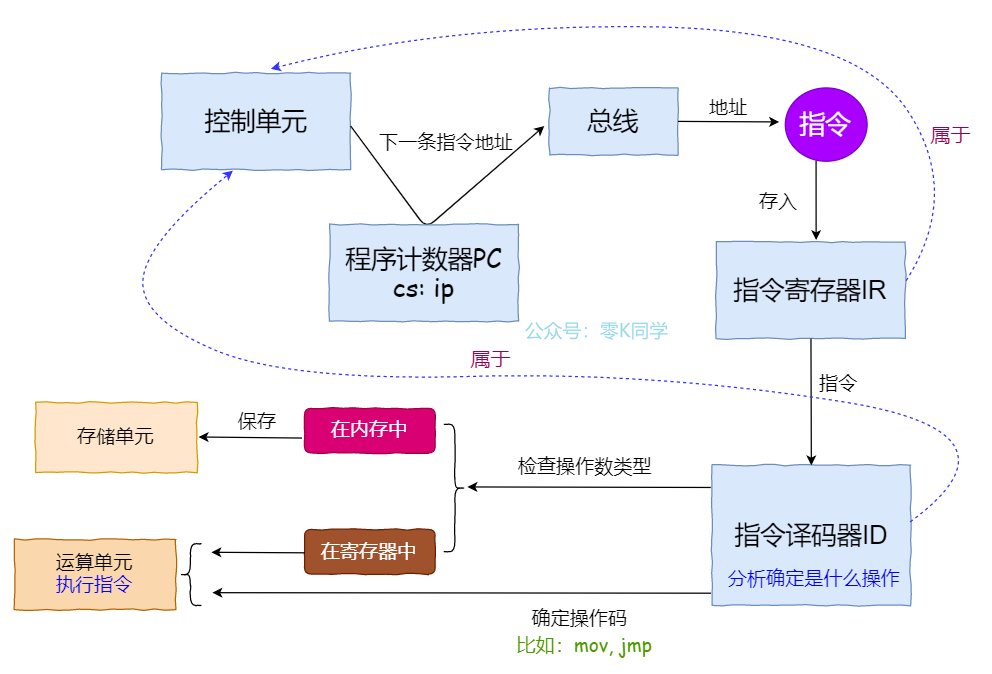 控制单元
下一条指令地址
总线
地址
指令
属于
存入
程序计数器PC
cs: ip
指令寄存器IR
公众号：零K同学
属于
指令
存储单元
保存
在内存中
检查操作数类型
指令译码器ID
分析确定是什么操作
运算单元
执行指令
在寄存器中
确定操作码
比如：mov, jmp